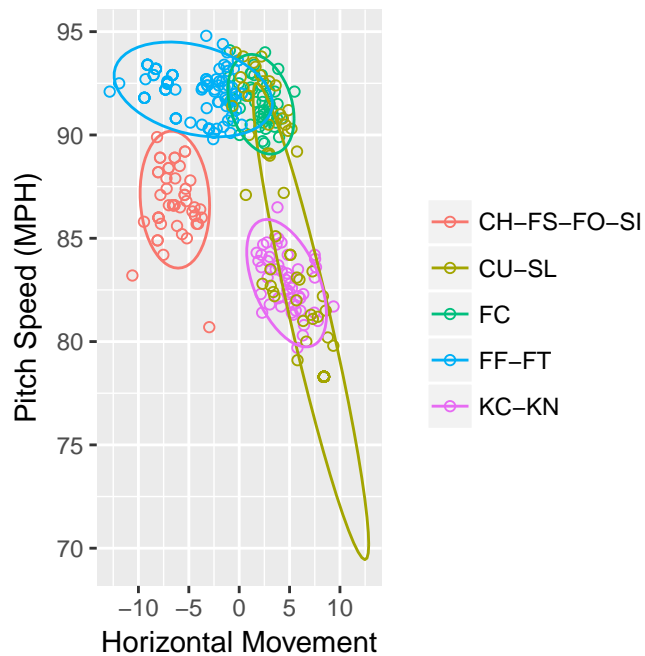 95
90
85
80
75
70
Pitch Speed (MPH)
−10 −5 0 5 10
Horizontal Movement
CH−FS−FO−SI
CU−SL
FC
FF−FT
KC−KN